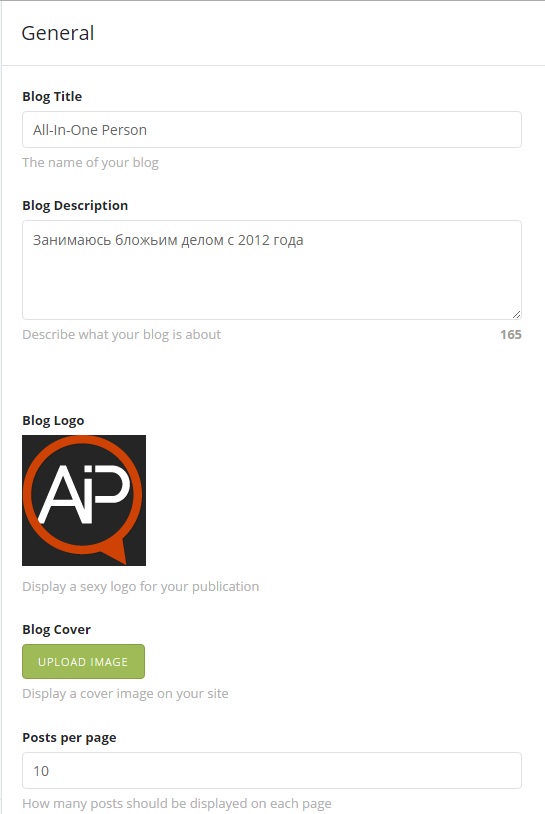 General
Blog Title
All-In-One Person
The name of your blog
Blog Description
Занимаюсь бложьим делом с 2012 года
Describe what your blog is about
165
Blog Logo
AiP
Display a sexy logo for your publication
Blog Cover
UPLOAD IMAGE
Display a cover image on your site
Posts per page
10
How many posts should be displayed on each page